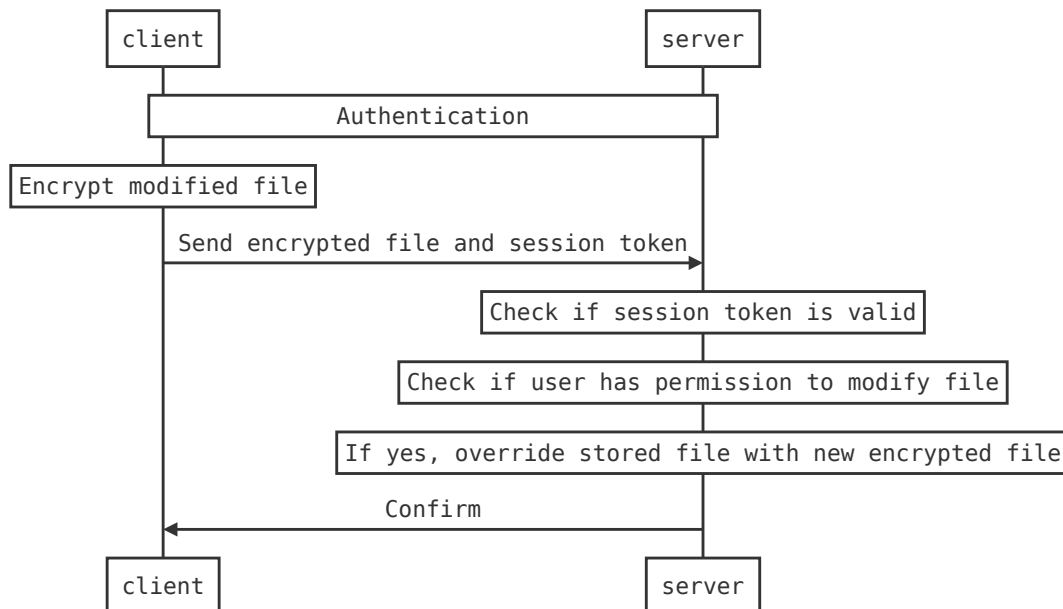 client
server
Authentication
Encrypt modified file
Send encrypted file and session token
Check if session token is valid
Check if user has permission to modify file
If yes, override stored file with new encrypted file
Confirm
client
server